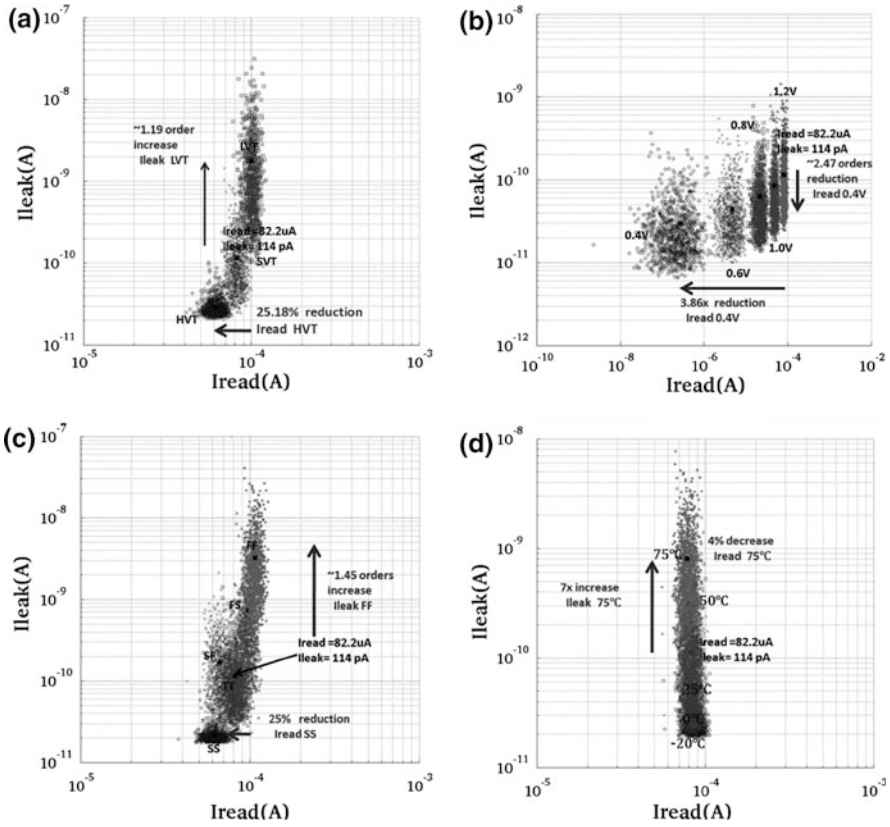 (a)
10-7
10-8
10-9
10-10
10-11
Ileak(A)
~1.19 order
increase
Ileak LVT
LVT
Iread =82.2uA
Ileak= 114 pA
SVT
HVT
25.18% reduction
Iread HVT
10-5
10-4
10-3
Iread(A)
(b)
10-8
10-9
10-10
10-11
10-12
Ileak(A)
1.2V
0.8V
Iread=82.2uA
Ileak= 114 pA
~2.47 orders
reduction
Iread 0.4V
0.4V
1.0V
0.6V
3.86x reduction
Iread 0.4V
10-10
10-8
10-6
10-4
10-2
Iread(A)
(c)
10-7
10-8
10-9
10-10
10-11
Ileak(A)
FF
~1.45 orders
increase
Ileak FF
FS
Iread =82.2uA
Ileak= 114 pA
SF
TT
25% reduction
Iread SS
SS
10-5
10-4
10-3
Iread(A)
(d)
10-8
10-9
10-10
10-11
Ileak(A)
75°C
4% decrease
Iread 75°C
7x increase
Ileak 75°C
50°C
Iread=82.2uA
Ileak= 114 pA
25°C
0°C
-20°C
10-5
10-4
10-3
Iread(A)